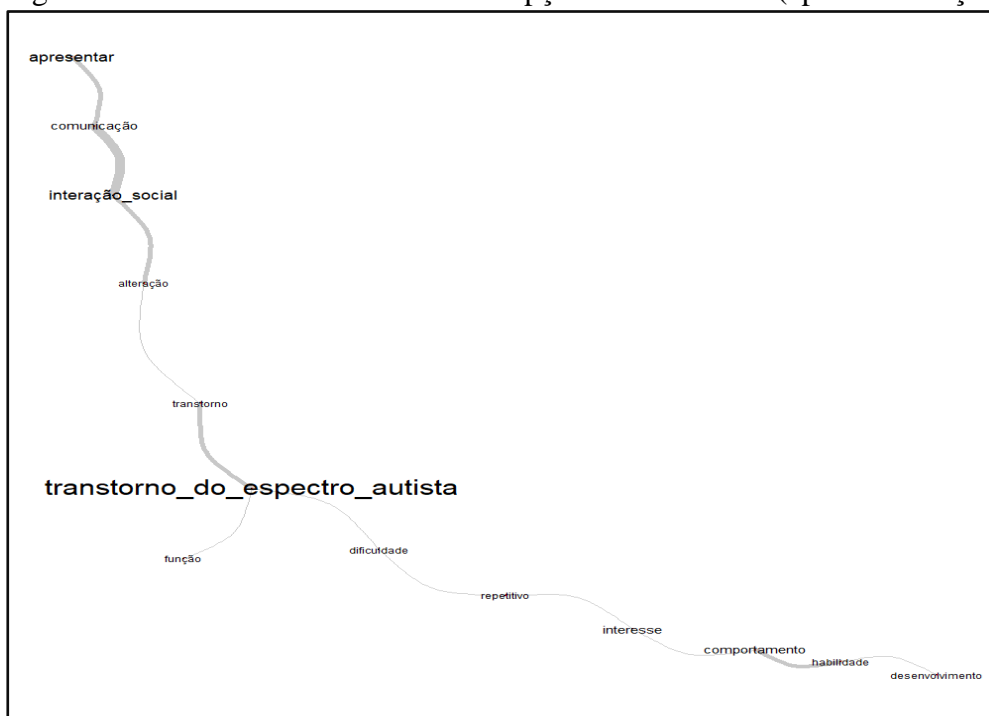 apresentar
comunicação
interação_social
alteração
transtorno
transtorno_do_espectro_autista
função
dificuldade
repetitivo
interesse
comportamento
habilidade
desenvolvimento